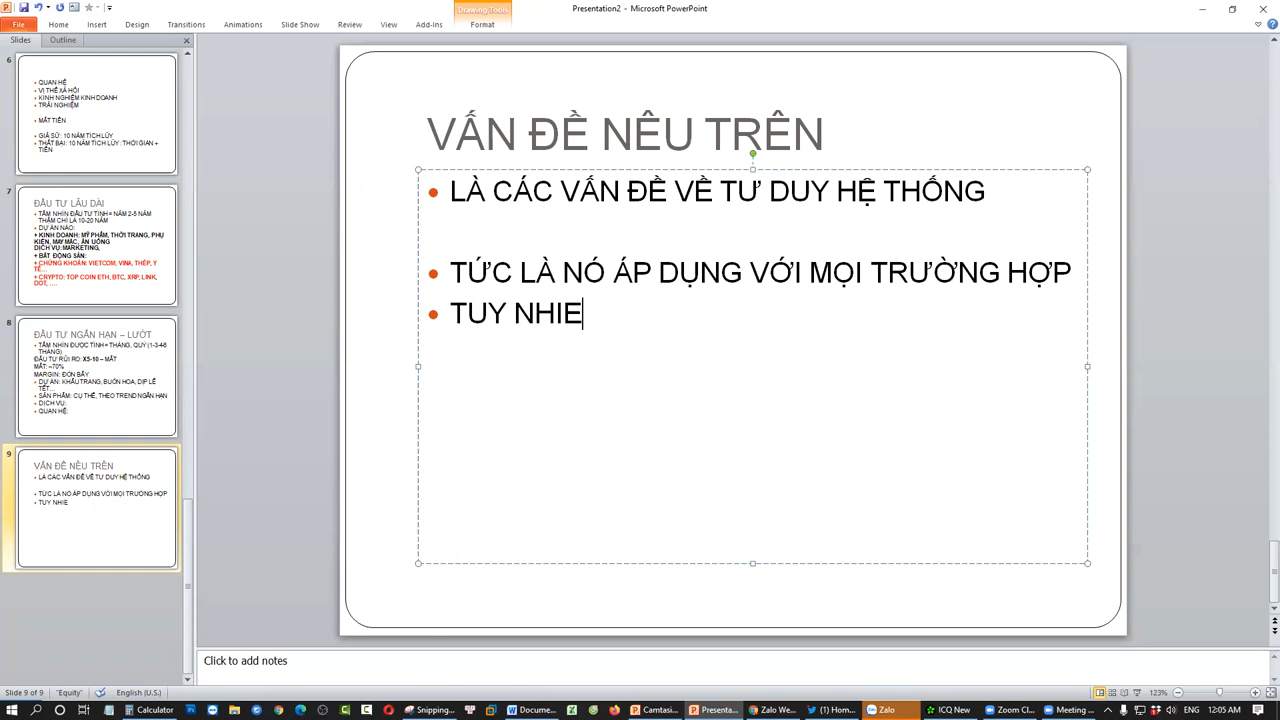 Presentation2 - Microsoft PowerPoint
Drawing Tools
File Home Insert Design Transitions Animations Slide Show Review View Add-Ins Format
Slides Outline
6
QUAN HỆ
VỊ THẾ XÃ HỘI
KINH NGHIỆM KINH DOANH
TRẢI NGHIỆM
MẤT TIỀN
GIẢ SỬ: 10 NĂM TÍCH LŨY
THẤT BẠI: 10 NĂM TÍCH LŨY: THỜI GIAN +
TIỀN
7
ĐẦU TƯ LÂU DÀI
TẦM NHÌN ĐẦU TƯ TÍNH = NĂM 2-5 NĂM
THẬM CHÍ LÀ 10-20 NĂM
DỰ ÁN NÀO:
+ KINH DOANH: MỸ PHẨM, THỜI TRANG, PHỤ
KIỆN, MAY MẶC, ĂN UỐNG
DỊCH VỤ: MARKETING,
+ BẤT ĐỘNG SẢN:
+ CHỨNG KHOÁN: VIETCOM, VINA, THÉP, Y
TẾ...
+ CRYPTO: TOP COIN ETH, BTC, XRP, LINK,
DOT, ....
8
ĐẦU TƯ NGẮN HẠN – LƯỚT
TẦM NHÌN ĐƯỢC TÍNH = THÁNG, QUÝ (1-3-46
THÁNG)
ĐẦU TƯ RỦI RO: X5-10 – MẤT
MẤT: –70%
MARGIN: ĐÒN BẨY
DỰ ÁN: KHẨU TRANG, BUÔN HOA, DỊP LỄ
TẾT...
SẢN PHẨM: CỤ THỂ, THEO TREND NGẮN HẠN
DỊCH VỤ:
QUAN HỆ:
9
VẤN ĐỀ NÊU TRÊN
LÀ CÁC VẤN ĐỀ VỀ TƯ DUY HỆ THỐNG
TỨC LÀ NÓ ÁP DỤNG VỚI MỌI TRƯỜNG HỢP
TUY NHIE
VẤN ĐỀ NÊU TRÊN
LÀ CÁC VẤN ĐỀ VỀ TƯ DUY HỆ THỐNG
TỨC LÀ NÓ ÁP DỤNG VỚI MỌI TRƯỜNG HỢP
TUY NHIE
Click to add notes
Slide 9 of 9 "Equity" English (U.S.) 123%
Calculator Snipping... Docume... Camtasi... Presenta... Zalo We... (1) Hom... Zalo ICQ New Zoom Cl... Meeting ... ENG 12:05 AM